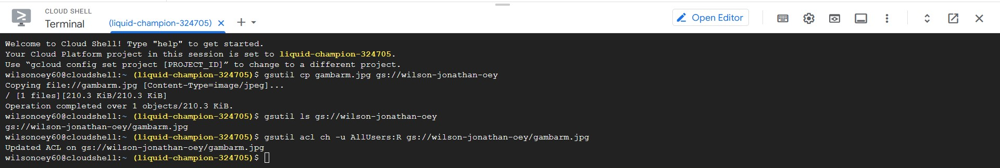 CLOUD SHELL
Terminal
(liquid-champion-324705)
Open Editor
Welcome to Cloud Shell! Type "help" to get started.
Your Cloud Platform project in this session is set to liquid-champion-324705.
Use “gcloud config set project [PROJECT_ID]” to change to a different project.
wilsonoey60@cloudshell:~ (liquid-champion-324705)$ gsutil cp gambarm.jpg gs://wilson-jonathan-oey
Copying file://gambarm.jpg [Content-Type=image/jpeg]...
/ [1 files][210.3 KiB/210.3 KiB]
Operation completed over 1 objects/210.3 KiB.
wilsonoey60@cloudshell:~ (liquid-champion-324705)$ gsutil ls gs://wilson-jonathan-oey
gs://wilson-jonathan-oey/gambarm.jpg
wilsonoey60@cloudshell:~ (liquid-champion-324705)$ gsutil acl ch -u AllUsers:R gs://wilson-jonathan-oey/gambarm.jpg
Updated ACL on gs://wilson-jonathan-oey/gambarm.jpg
wilsonoey60@cloudshell:~ (liquid-champion-324705)$